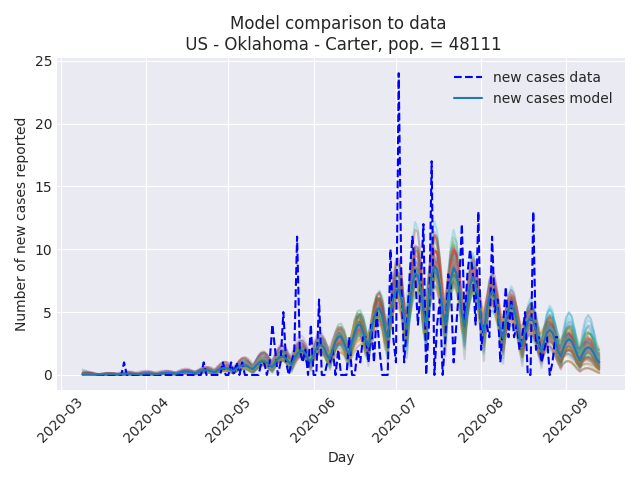 Model comparison to data
US - Oklahoma - Carter, pop. = 48111
25
20
15
10
5
0
Number of new cases reported
new cases data
new cases model
2020-03
2020-04
2020-05
2020-06
2020-07
2020-08
2020-09
Day